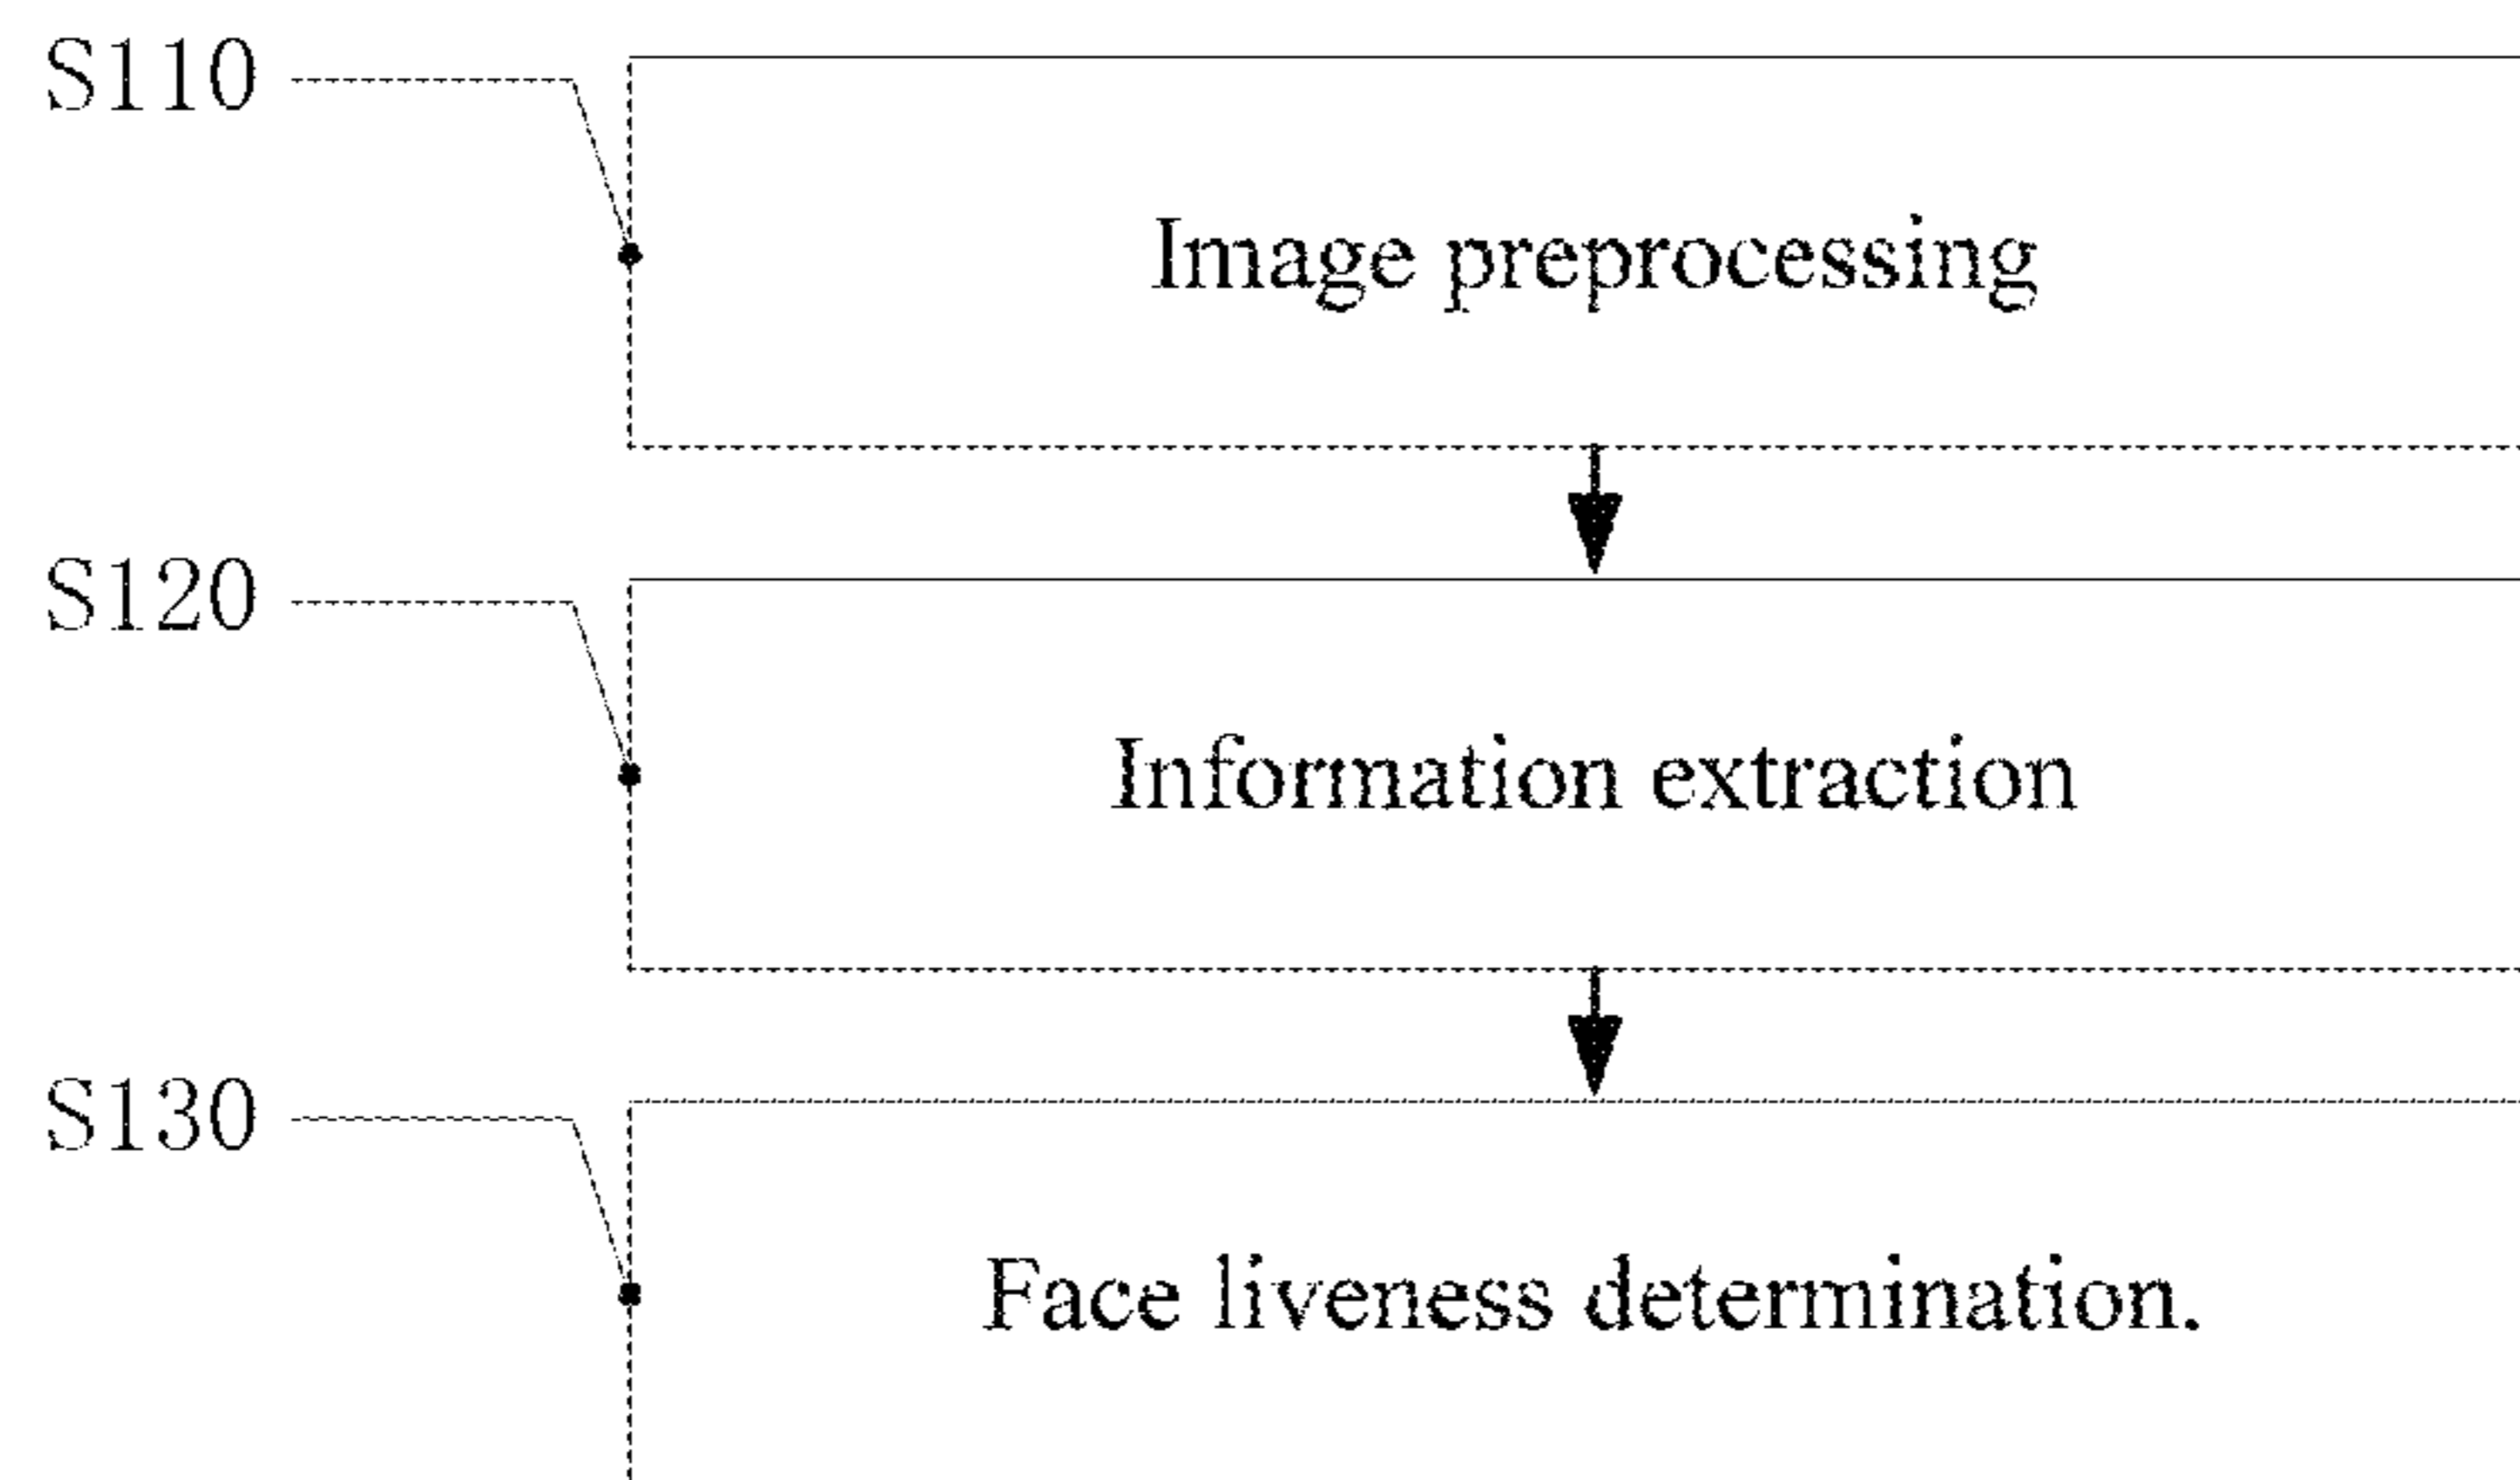 S110
Image preprocessing
S120
Information extraction
S130
Face liveness determination.